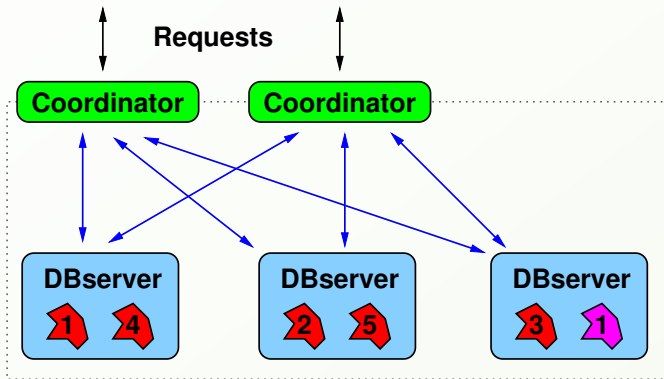 Requests
Coordinator Coordinator
DBserver DBserver DBserver
1 4 2 5 3 1